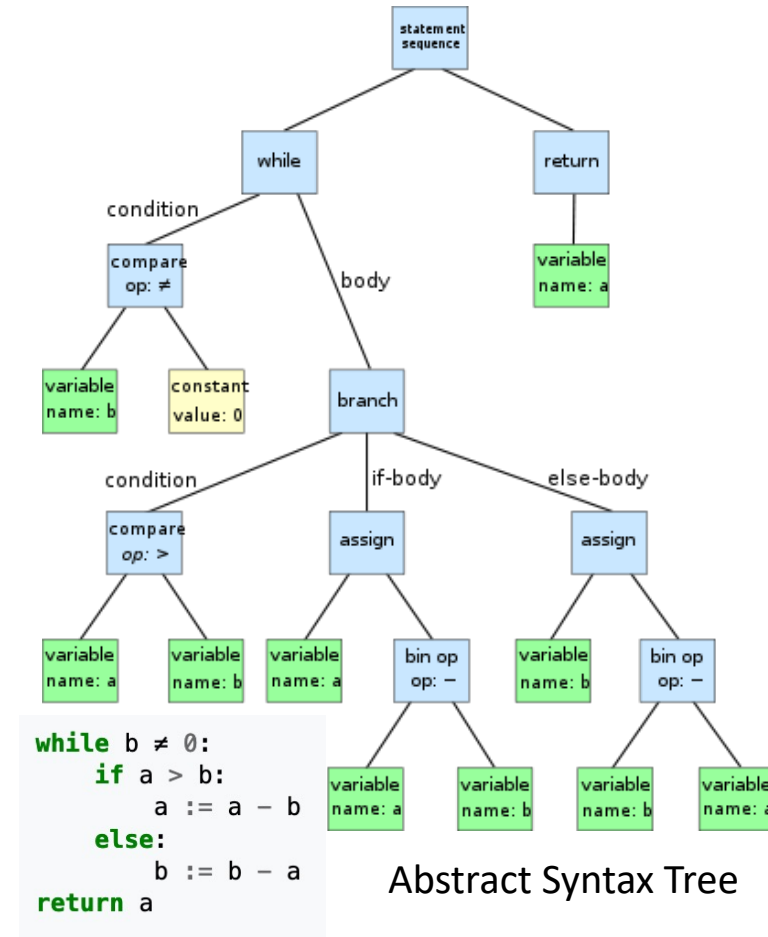 statement
sequence
while
return
condition
compare
op: ≠
body
variable
name: a
variable
name: b
constant
value: 0
branch
condition
if-body
else-body
compare
op: >
assign
assign
variable
name: a
variable
name: b
variable
name: a
bin op
op: −
variable
name: b
bin op
op: −
variable
name: a
variable
name: b
variable
name: b
variable
name: a
while b ≠ 0:
    if a > b:
        a := a − b
    else:
        b := b − a
return a
Abstract Syntax Tree